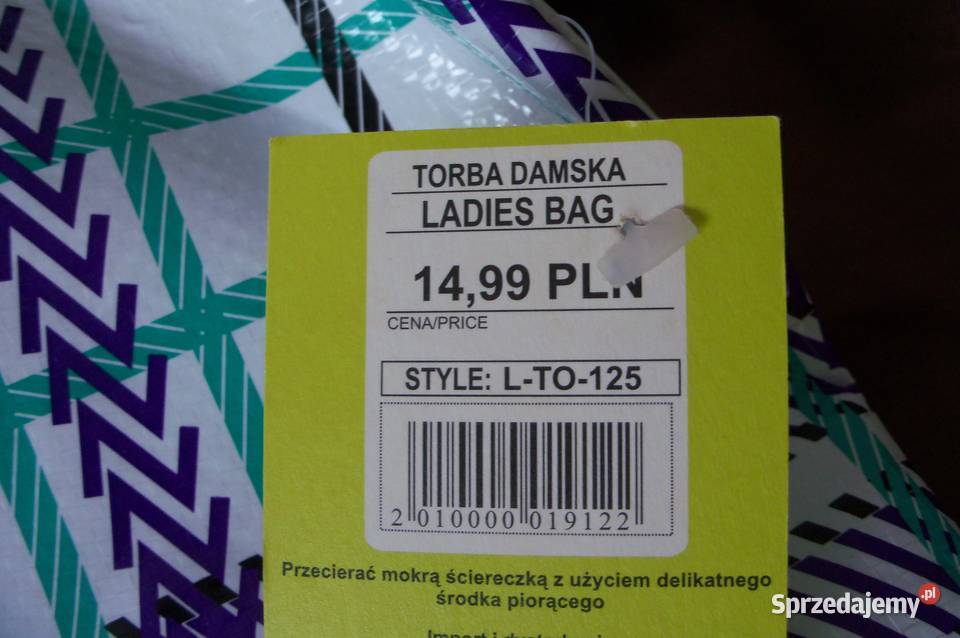 TORBA DAMSKA
LADIES BAG
14,99 PLN
CENA/PRICE
STYLE: L-TO-125
2 010000 019122
Przecierać mokrą ściereczką z użyciem delikatnego
środka piorącego
Import i
Sprzedajemy.pl